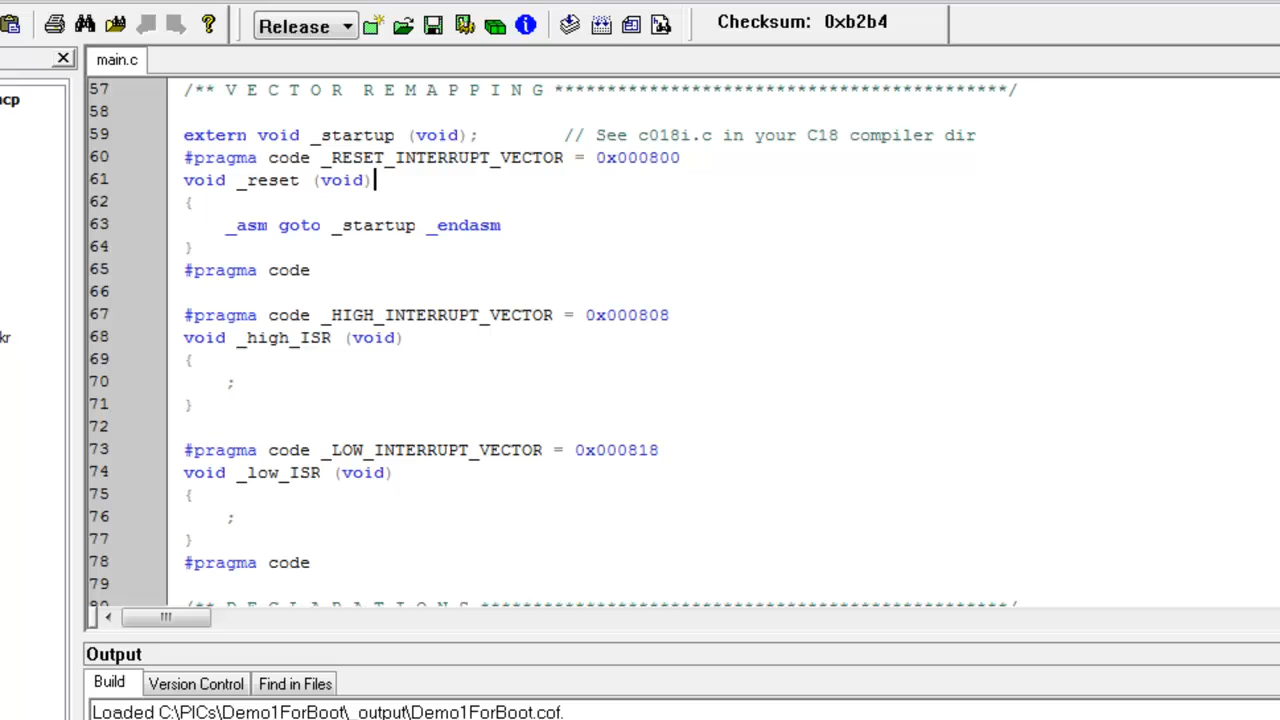 Release
Checksum: 0xb2b4
main.c
57 /** V E C T O R  R E M A P P I N G *******************************************/
58
59 extern void _startup (void);        // See c018i.c in your C18 compiler dir
60 #pragma code _RESET_INTERRUPT_VECTOR = 0x000800
61 void _reset (void)
62 {
63     _asm goto _startup _endasm
64 }
65 #pragma code
66
67 #pragma code _HIGH_INTERRUPT_VECTOR = 0x000808
68 void _high_ISR (void)
69 {
70     ;
71 }
72
73 #pragma code _LOW_INTERRUPT_VECTOR = 0x000818
74 void _low_ISR (void)
75 {
76     ;
77 }
78 #pragma code
79
80 /** D E C L A R A T I O N S **************************************************/
Output
Build
Version Control
Find in Files
Loaded C:\PICs\Demo1ForBoot\_output\Demo1ForBoot.cof.